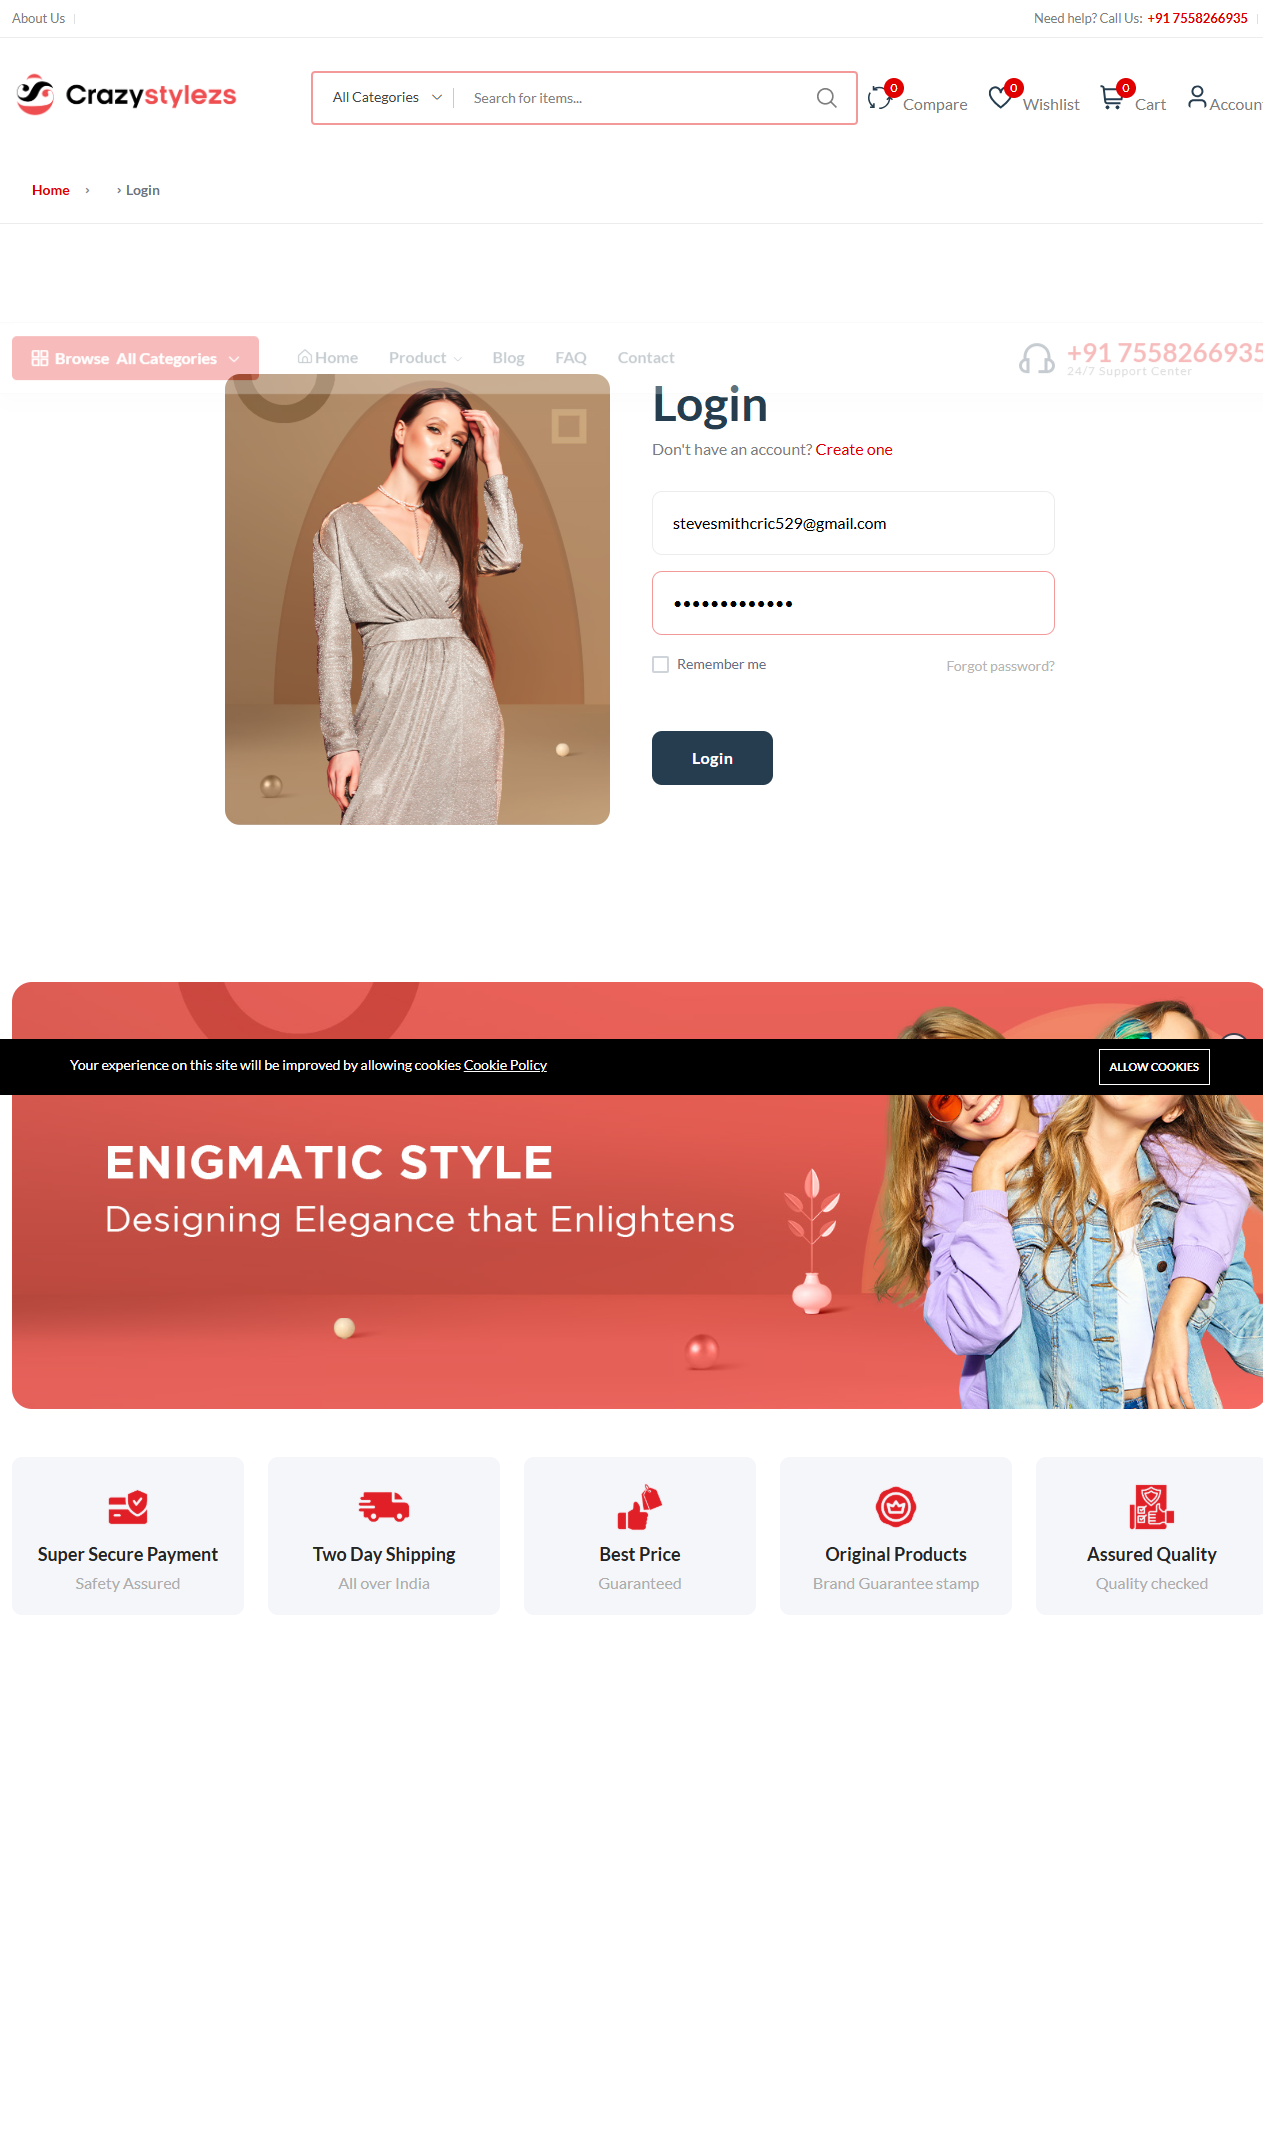 About Us
Need help? Call Us: +91 7558266935
Crazystylezs
All Categories
Search for items...
0
Compare
0
Wishlist
0
Cart
Accoun
Home › › Login
Browse All Categories
Home
Product
Blog
FAQ
Contact
+91 7558266935
24/7 Support Center
Login
Don't have an account? Create one
stevesmithcric529@gmail.com
•••••••••••••
Remember me
Forgot password?
Login
Your experience on this site will be improved by allowing cookies Cookie Policy
ALLOW COOKIES
ENIGMATIC STYLE
Designing Elegance that Enlightens
Super Secure Payment
Safety Assured
Two Day Shipping
All over India
Best Price
Guaranteed
Original Products
Brand Guarantee stamp
Assured Quality
Quality checked